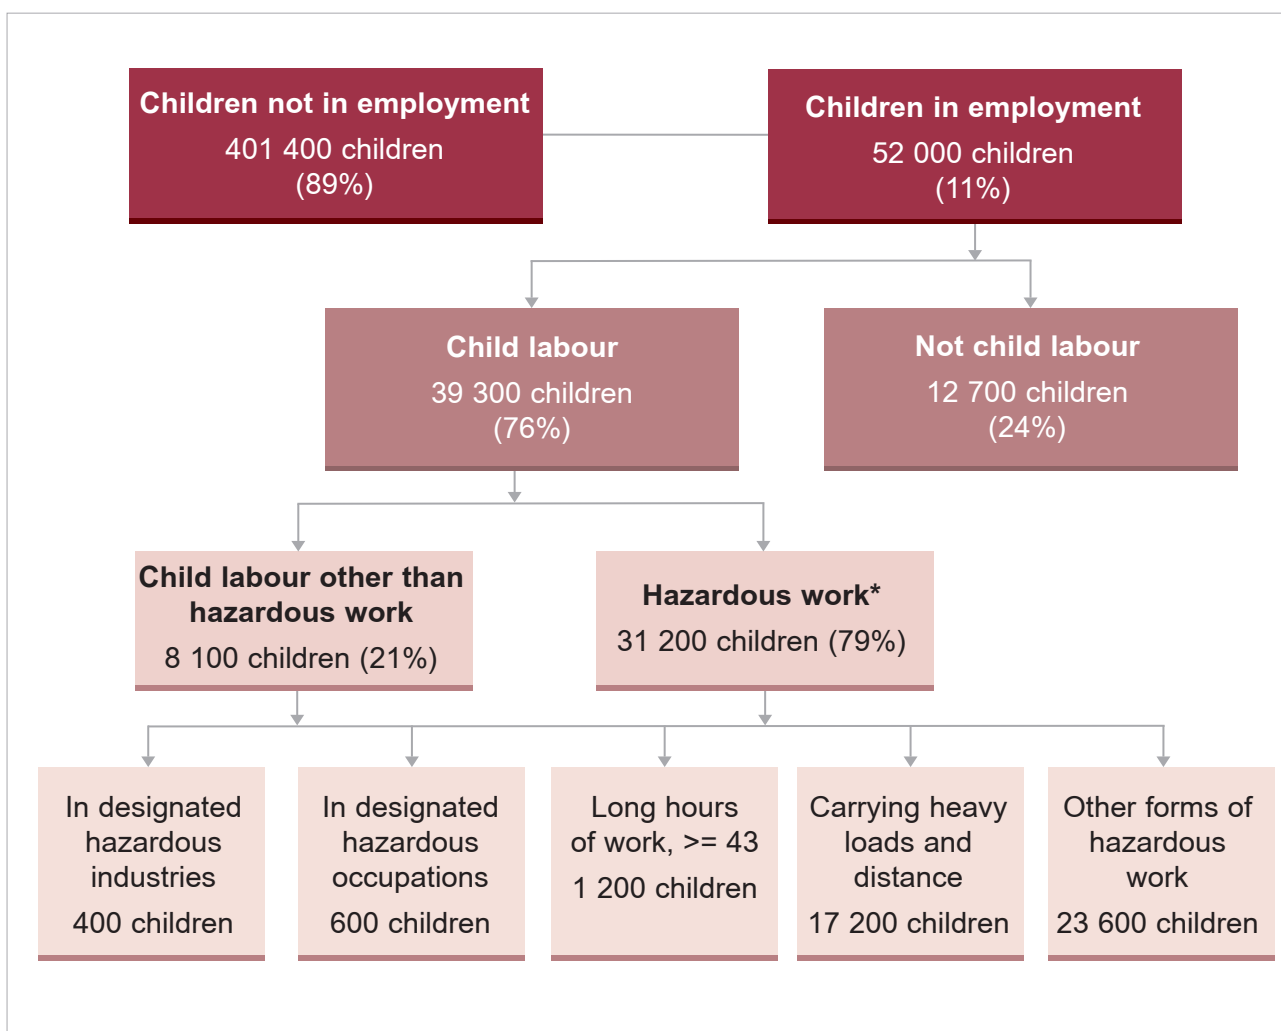 Children not in employment
401 400 children
(89%)
Children in employment
52 000 children
(11%)
Child labour
39 300 children
(76%)
Not child labour
12 700 children
(24%)
Child labour other than
hazardous work
8 100 children (21%)
Hazardous work*
31 200 children (79%)
In designated
hazardous
industries
400 children
In designated
hazardous
occupations
600 children
Long hours
of work, >= 43
1 200 children
Carrying heavy
loads and
distance
17 200 children
Other forms of
hazardous
work
23 600 children